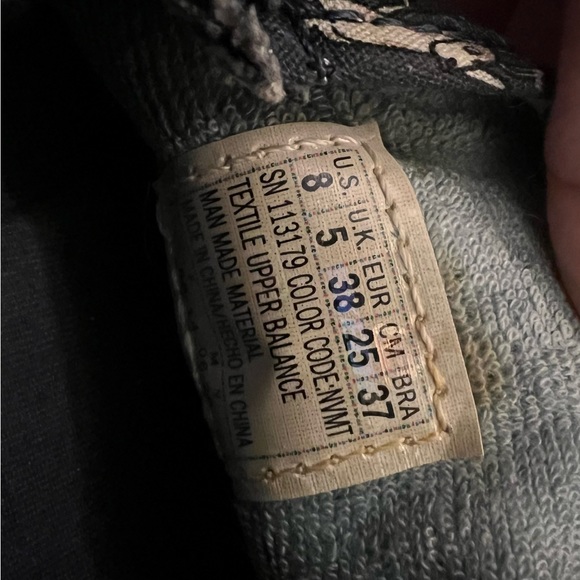 U.S. U.K. EUR CM BRA
8 5 38 25 37
SN 113179 COLOR CODE:NVMT
TEXTILE UPPER BALANCE
MAN MADE MATERIAL
MADE IN CHINA/HECHO EN CHINA